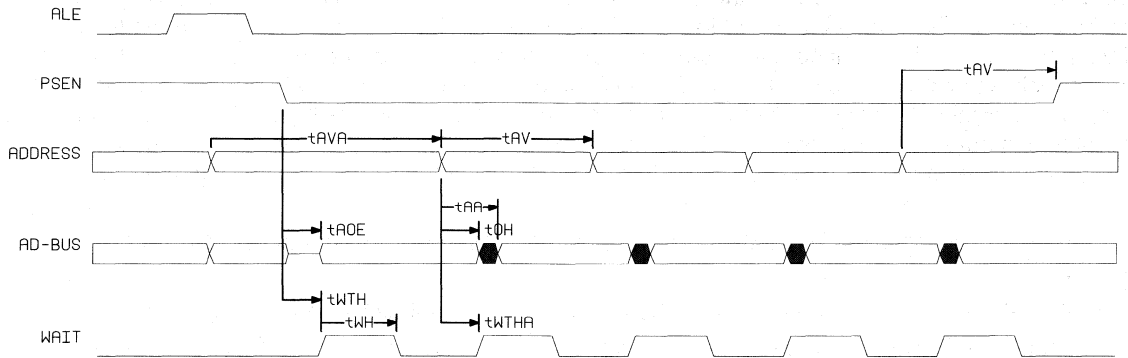 ALE
PSEN
tAV
tAVA
tAV
ADDRESS
tAA
tAOE
tOH
AD-BUS
tWTH
tWH
tWTHA
WAIT